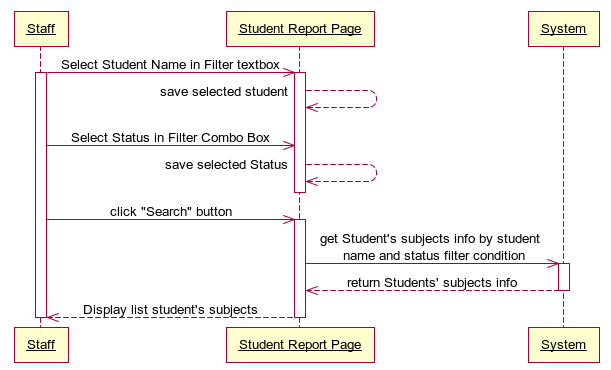 Staff
Student Report Page
System
Select Student Name in Filter textbox
save selected student
Select Status in Filter Combo Box
save selected Status
click "Search" button
get Student's subjects info by student
name and status filter condition
return Students' subjects info
Display list student's subjects
Staff
Student Report Page
System